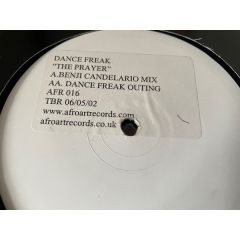 DANCE FREAK
"THE PRAYER"
A.BENJI CANDELARIO MIX
AA. DANCE FREAK OUTING
AFR 016
TBR 06/05/02
www.afroartrecords.com
afroartrecords.co.uk